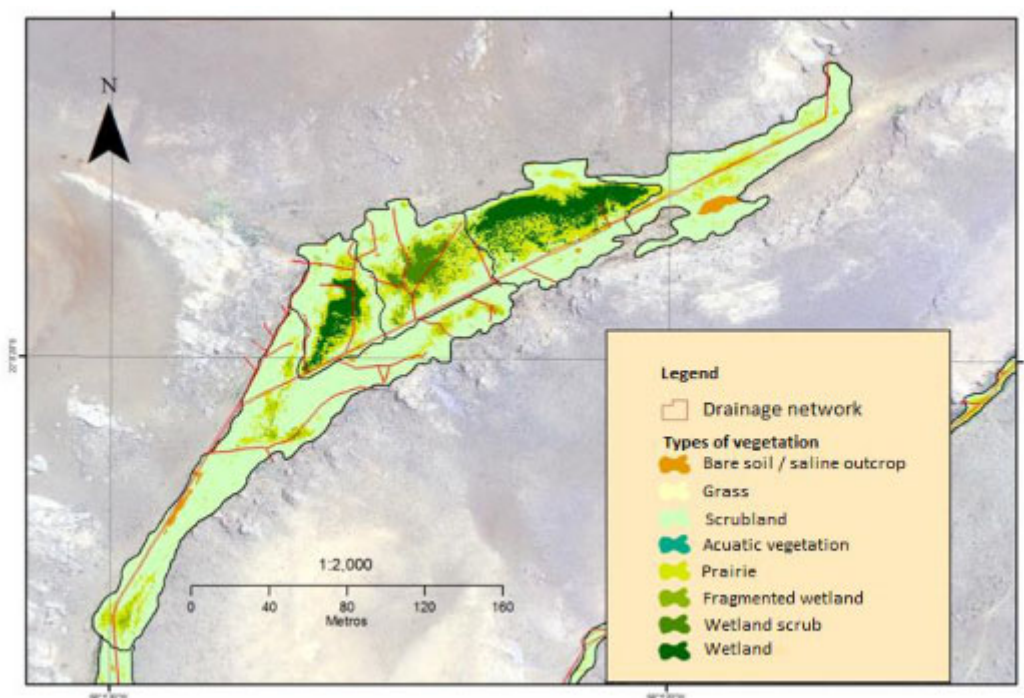 N
Legend
Drainage network
Types of vegetation
Bare soil / saline outcrop
Grass
Scrubland
Acuatic vegetation
Prairie
Fragmented wetland
Wetland scrub
Wetland
1:2,000
0 40 80 120 160
Metros